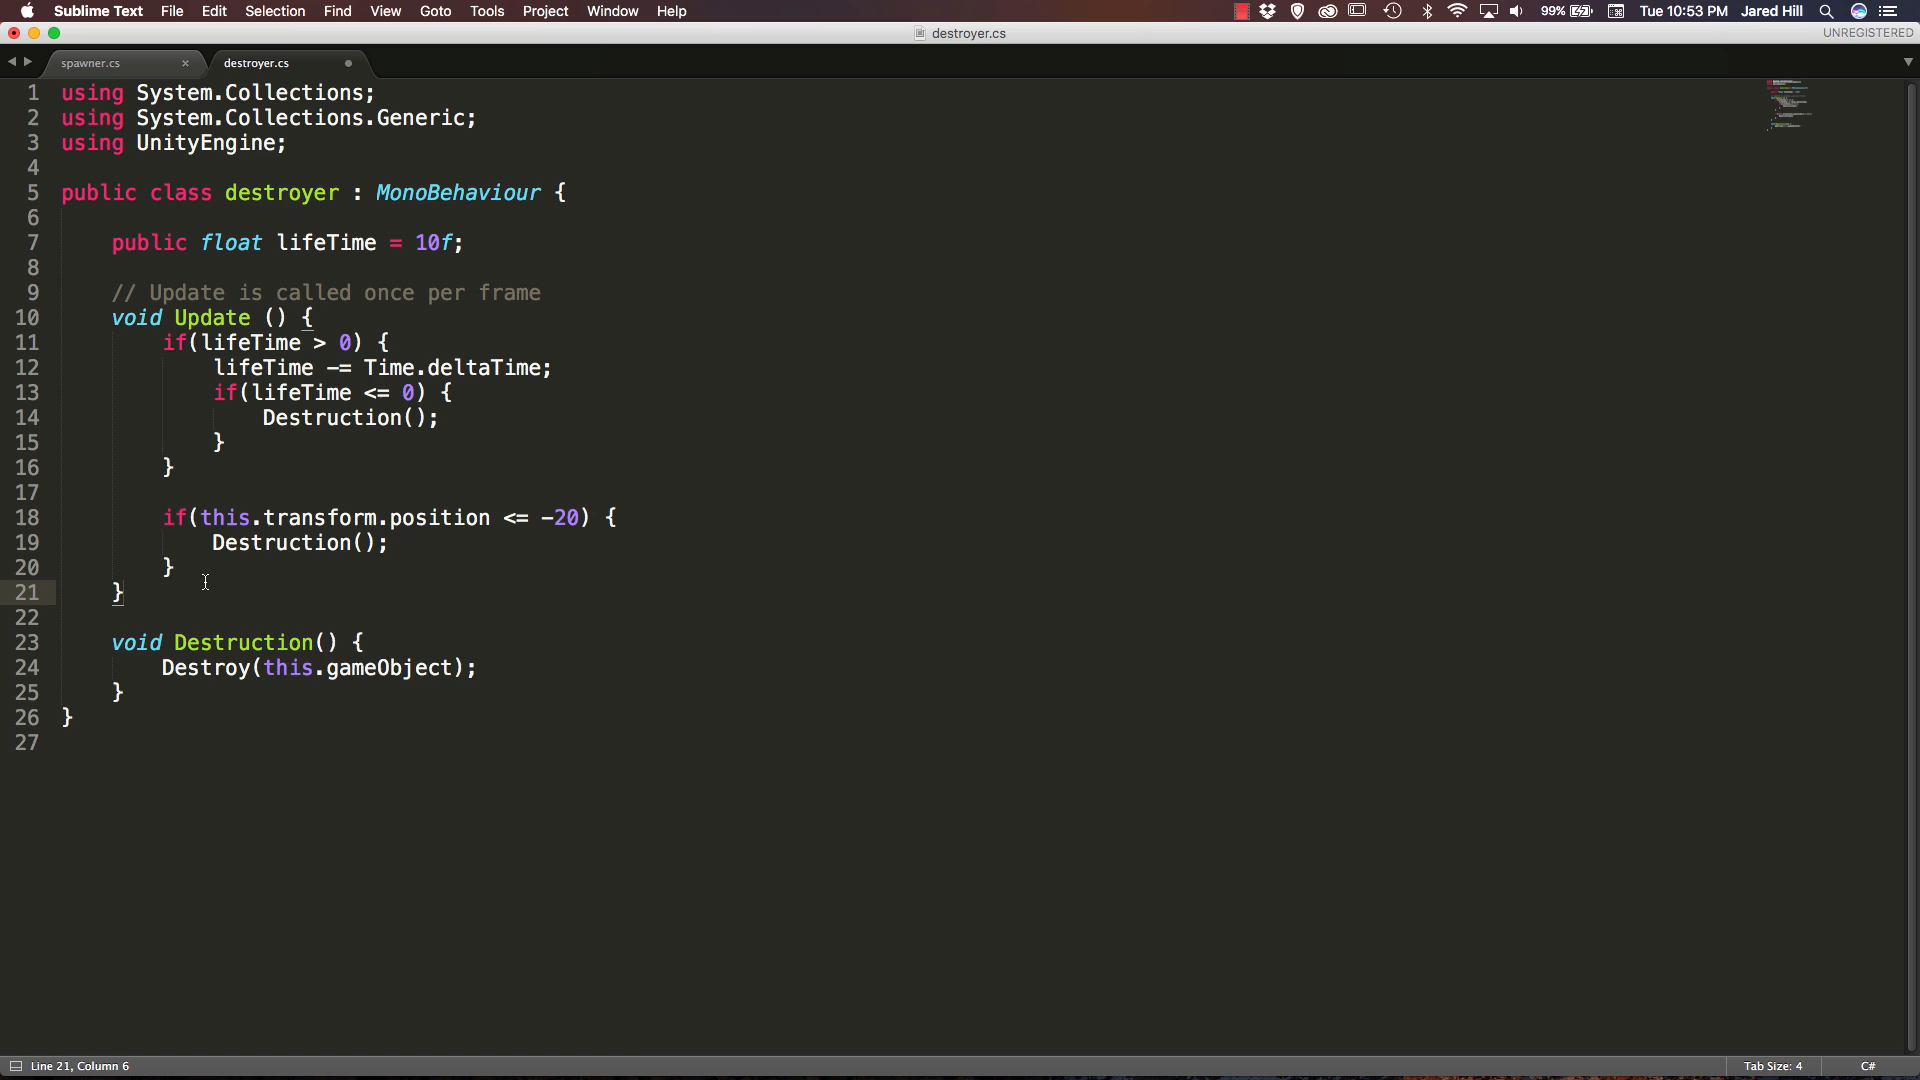 Sublime Text File Edit Selection Find View Goto Tools Project Window Help 99% Tue 10:53 PM Jared Hill
destroyer.cs UNREGISTERED
spawner.cs destroyer.cs
1 using System.Collections;
2 using System.Collections.Generic;
3 using UnityEngine;
4
5 public class destroyer : MonoBehaviour {
6
7 public float lifeTime = 10f;
8
9 // Update is called once per frame
10 void Update () {
11 if(lifeTime > 0) {
12 lifeTime -= Time.deltaTime;
13 if(lifeTime <= 0) {
14 Destruction();
15 }
16 }
17
18 if(this.transform.position <= -20) {
19 Destruction();
20 }
21 }
22
23 void Destruction() {
24 Destroy(this.gameObject);
25 }
26 }
27
Line 21, Column 6 Tab Size: 4 C#